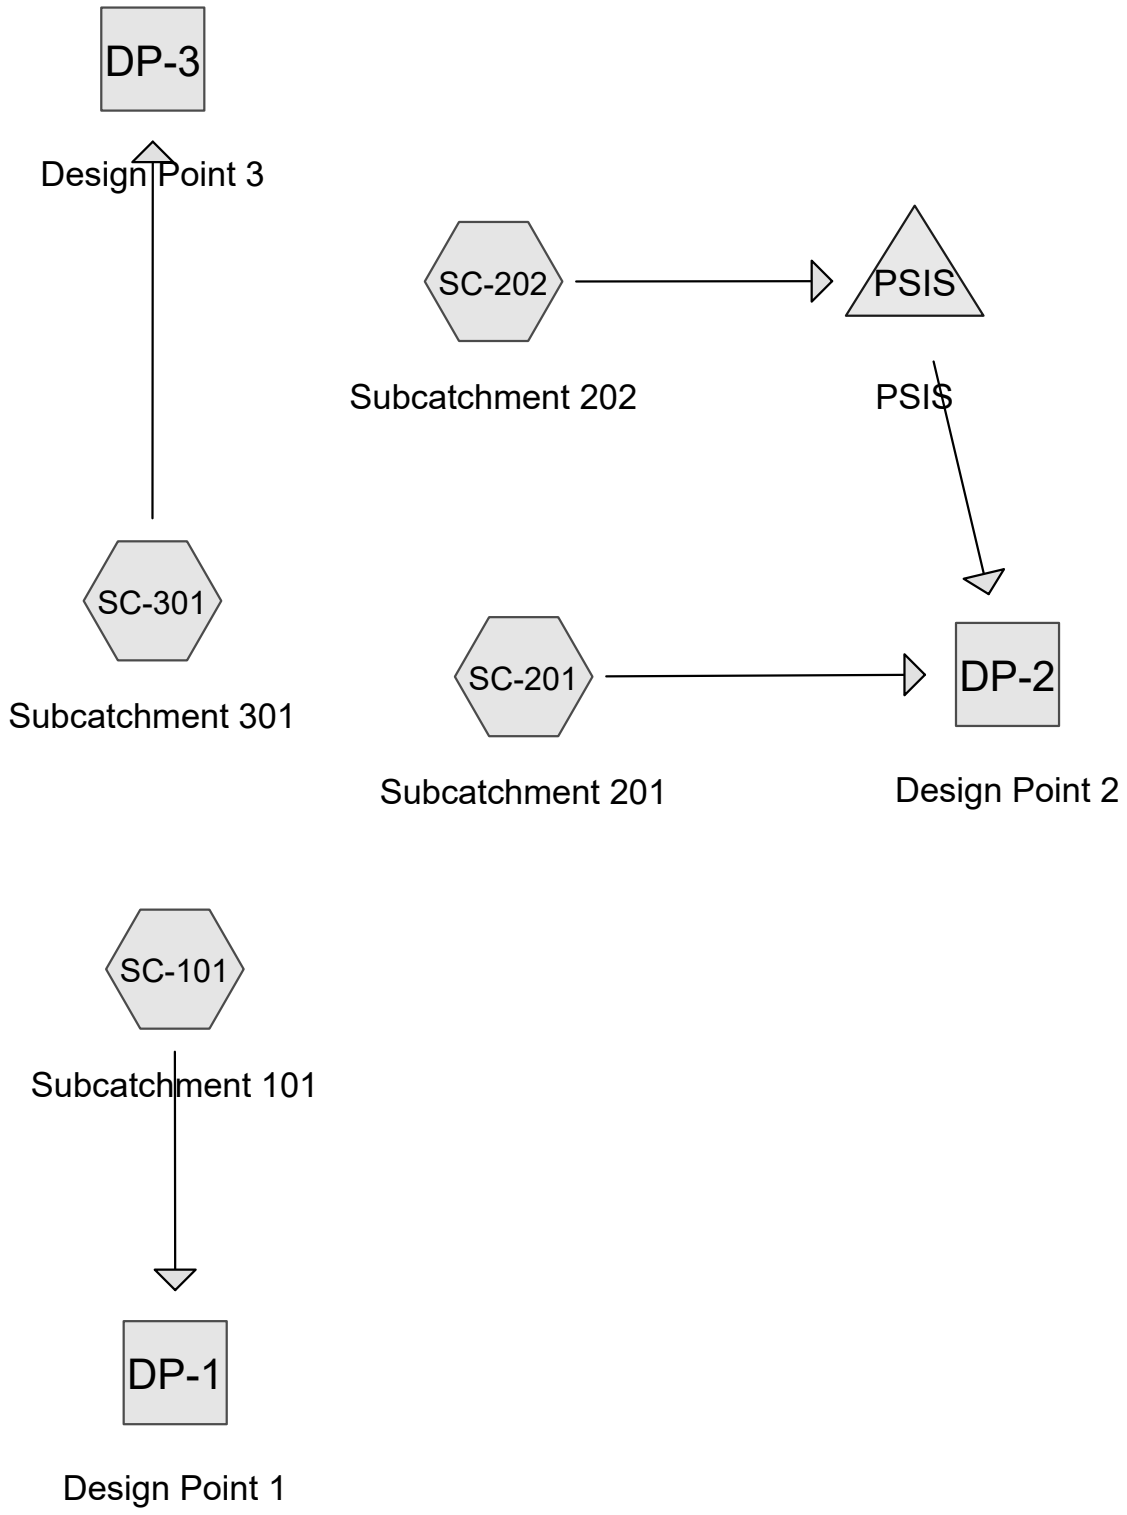 DP-3
Design Point 3
SC-202
Subcatchment 202
PSIS
PSIS
SC-301
Subcatchment 301
SC-201
Subcatchment 201
DP-2
Design Point 2
SC-101
Subcatchment 101
DP-1
Design Point 1